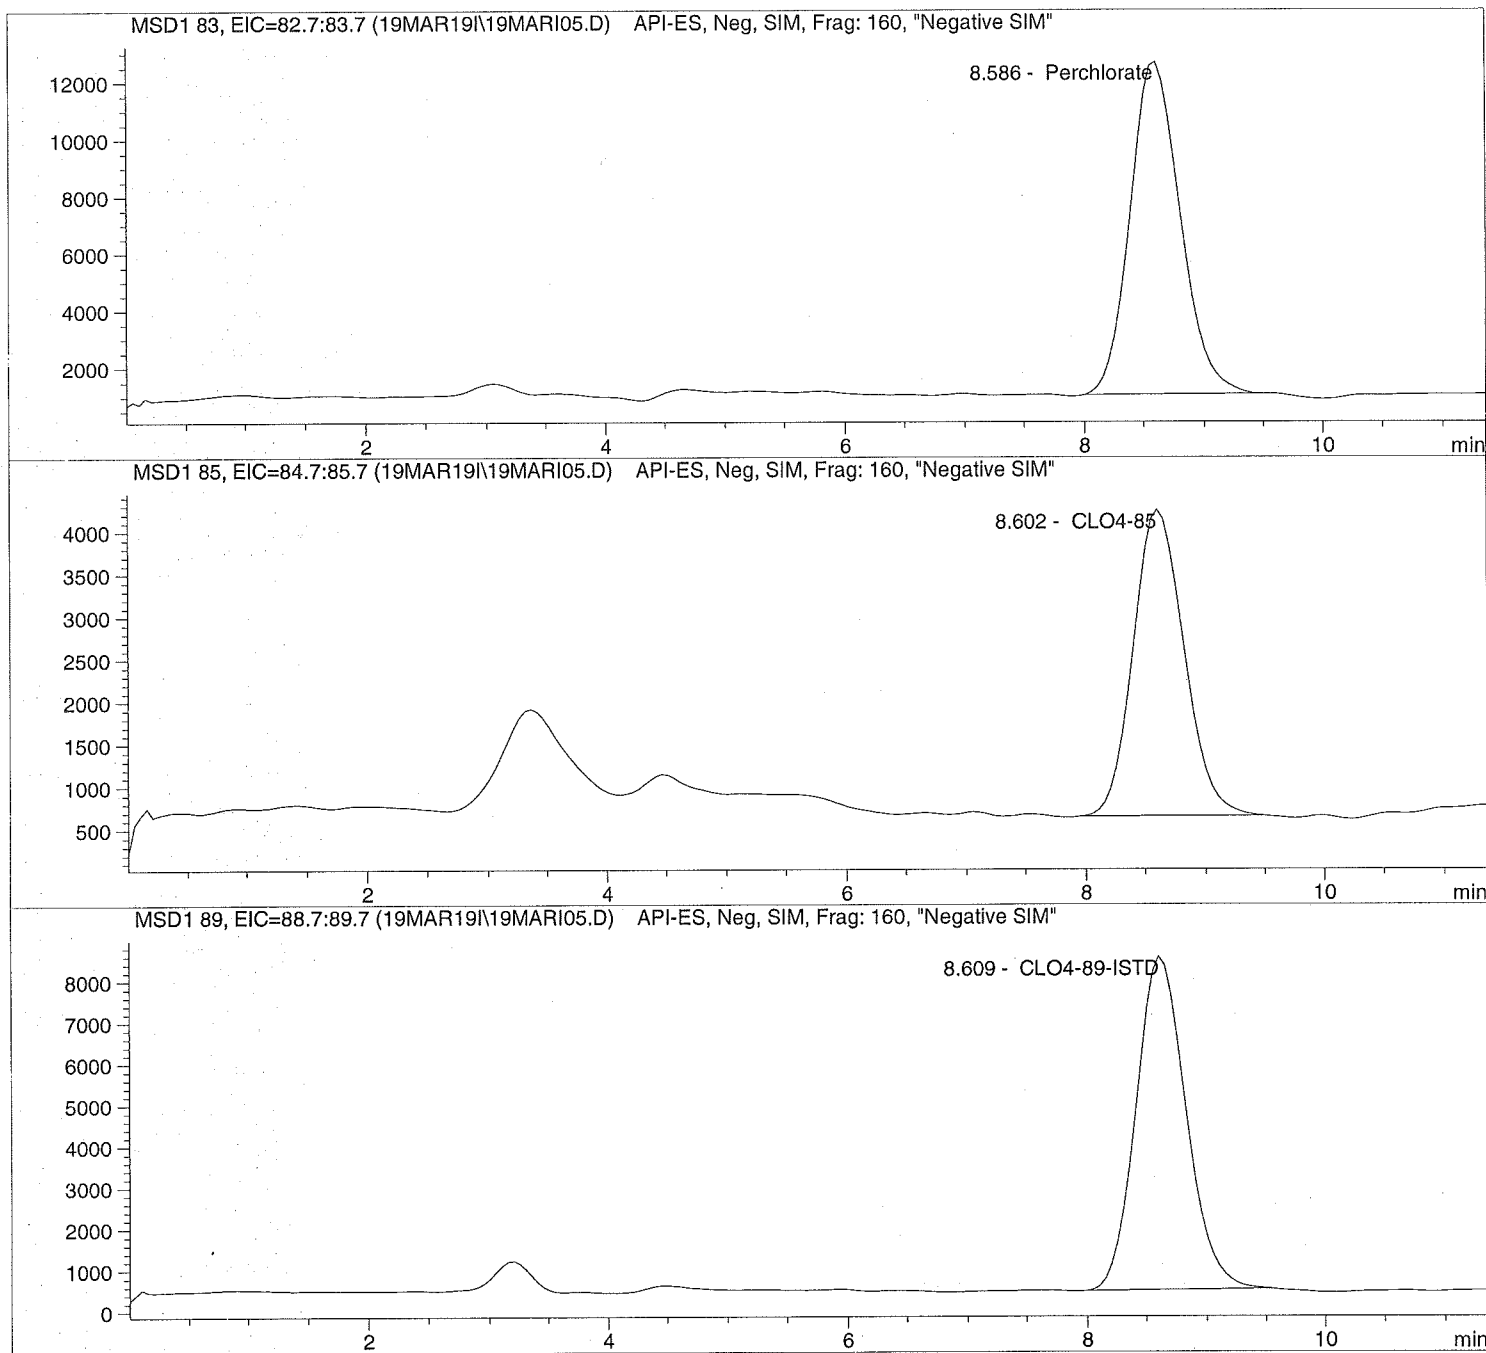 MSD1 83, EIC=82.7:83.7 (19MAR19I\19MARI05.D) API-ES, Neg, SIM, Frag: 160, "Negative SIM"
8.586 - Perchlorate
12000
10000
8000
6000
4000
2000
2 4 6 8 10 min
MSD1 85, EIC=84.7:85.7 (19MAR19I\19MARI05.D) API-ES, Neg, SIM, Frag: 160, "Negative SIM"
8.602 - CLO4-85
4000
3500
3000
2500
2000
1500
1000
500
2 4 6 8 10 min
MSD1 89, EIC=88.7:89.7 (19MAR19I\19MARI05.D) API-ES, Neg, SIM, Frag: 160, "Negative SIM"
8.609 - CLO4-89-ISTD
8000
7000
6000
5000
4000
3000
2000
1000
0
2 4 6 8 10 min